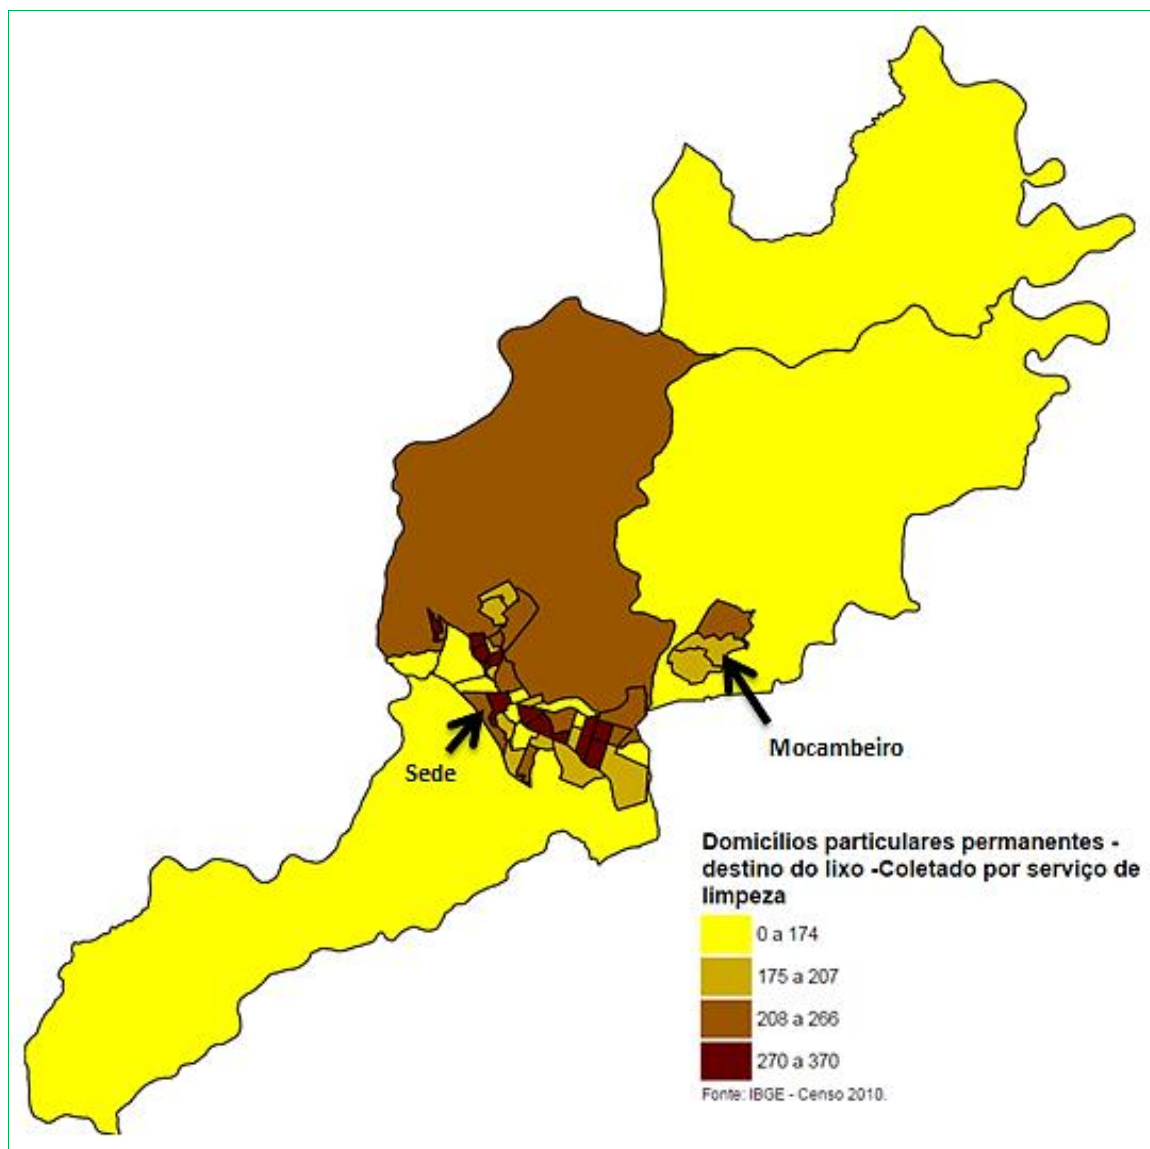 Mocambeiro
Sede
Domicílios particulares permanentes -
destino do lixo -Coletado por serviço de
limpeza
0 a 174
175 a 207
208 a 266
270 a 370
Fonte: IBGE - Censo 2010.